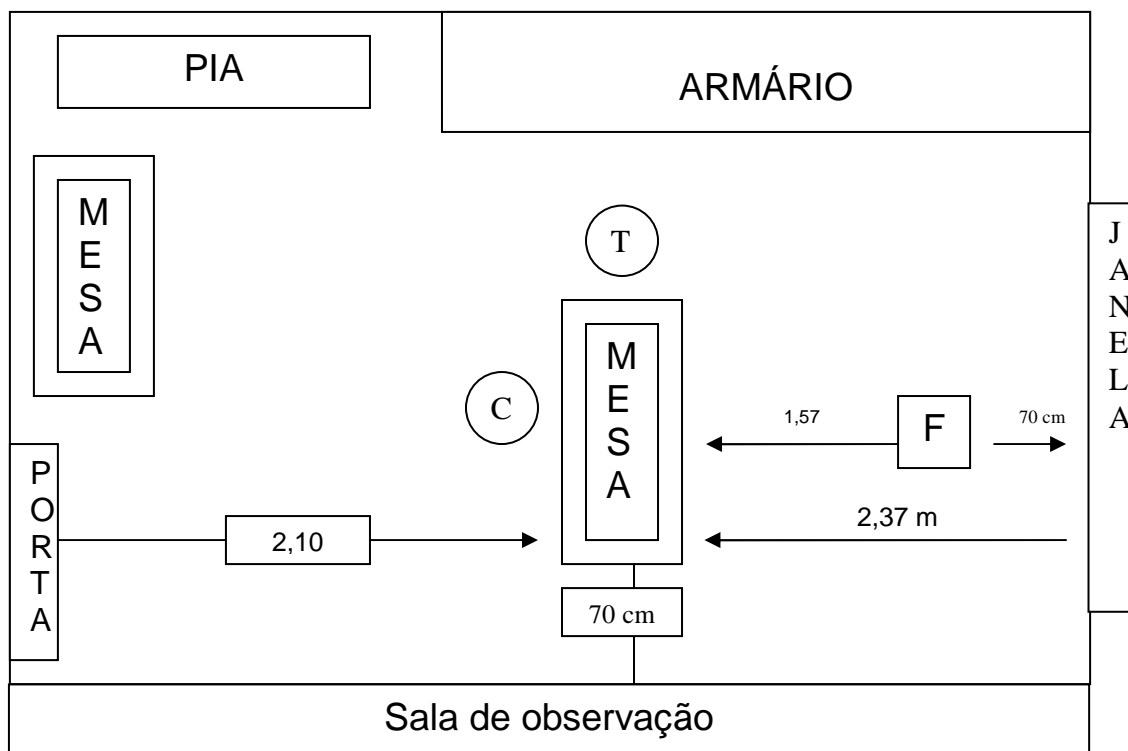 PIA
ARMÁRIO
M
E
S
A
T
J
A
N
E
L
A
M
E
S
A
C
1,57
F
70 cm
P
O
R
T
A
2,10
2,37 m
70 cm
Sala de observação